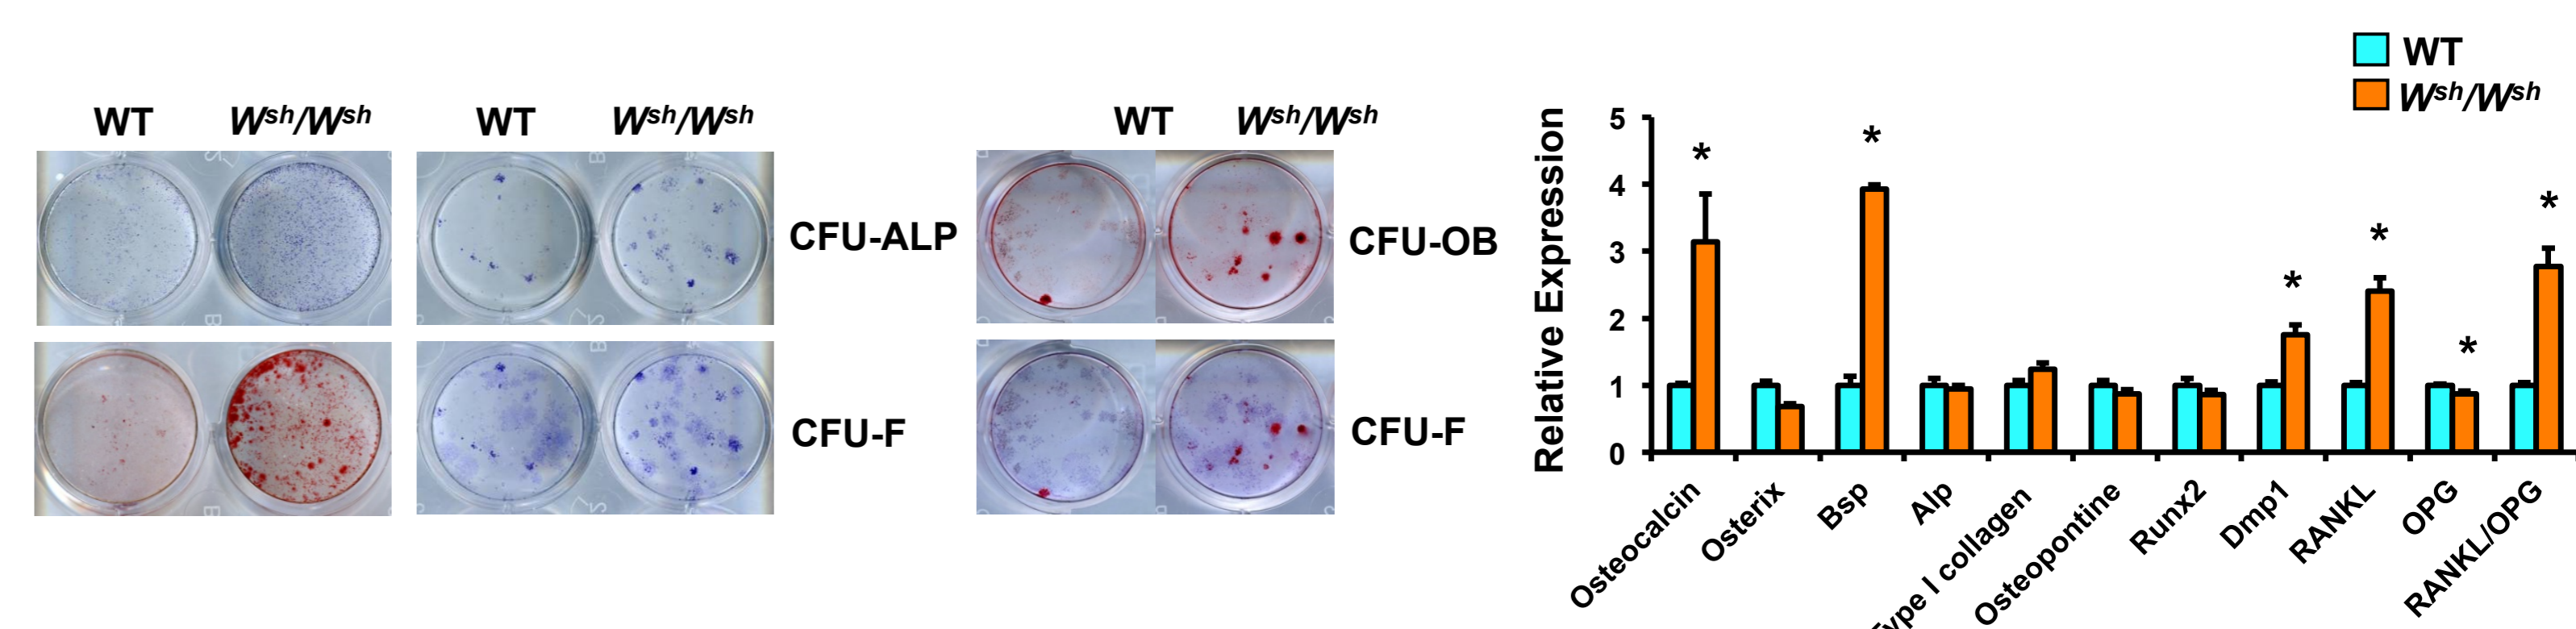 WT Wsh/Wsh WT Wsh/Wsh WT Wsh/Wsh
CFU-ALP
CFU-F
CFU-OB
CFU-F
WT
Wsh/Wsh
Relative Expression
5
4
3
2
1
0
* * * * * *
Osteocalcin
Osterix
Bsp
Alp
ype I collagen
Osteopontine
Runx2
Dmp1
RANKL
OPG
RANKL/OPG